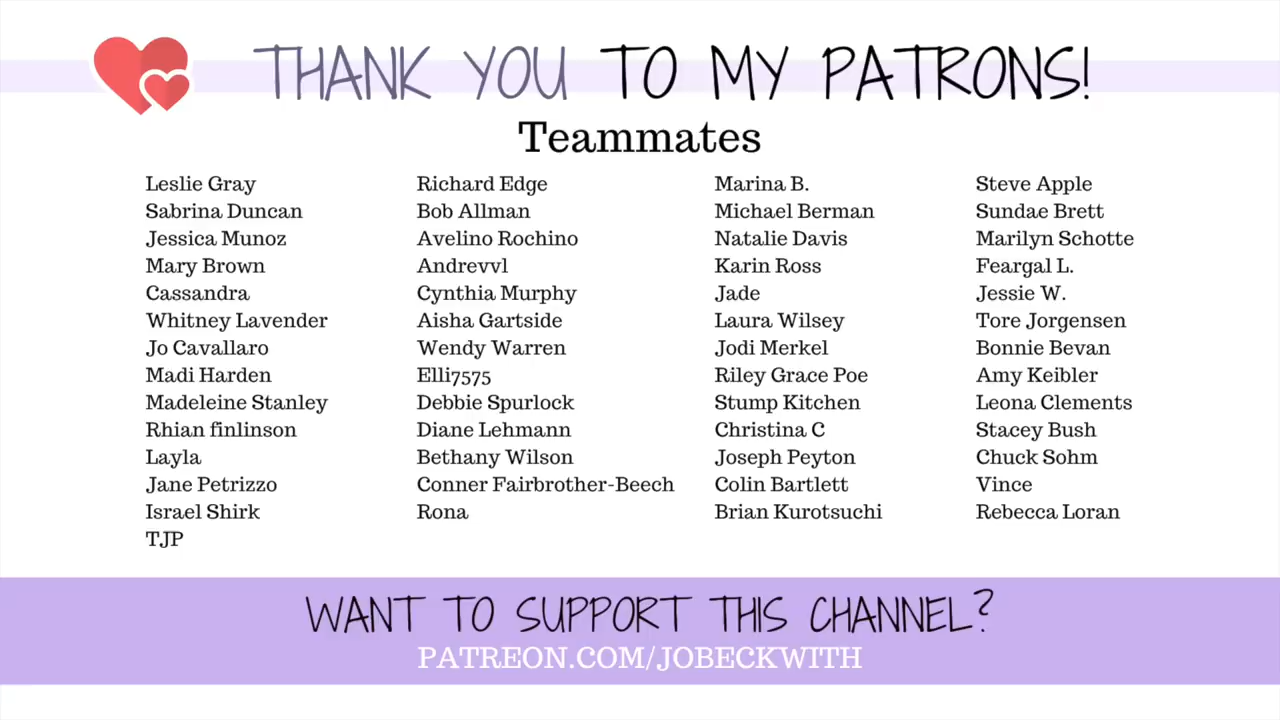 THANK YOU TO MY PATRONS!
Teammates
Leslie Gray
Sabrina Duncan
Jessica Munoz
Mary Brown
Cassandra
Whitney Lavender
Jo Cavallaro
Madi Harden
Madeleine Stanley
Rhian finlinson
Layla
Jane Petrizzo
Israel Shirk
TJP
Richard Edge
Bob Allman
Avelino Rochino
Andrevvl
Cynthia Murphy
Aisha Gartside
Wendy Warren
Elli7575
Debbie Spurlock
Diane Lehmann
Bethany Wilson
Conner Fairbrother-Beech
Rona
Marina B.
Michael Berman
Natalie Davis
Karin Ross
Jade
Laura Wilsey
Jodi Merkel
Riley Grace Poe
Stump Kitchen
Christina C
Joseph Peyton
Colin Bartlett
Brian Kurotsuchi
Steve Apple
Sundae Brett
Marilyn Schotte
Feargal L.
Jessie W.
Tore Jorgensen
Bonnie Bevan
Amy Keibler
Leona Clements
Stacey Bush
Chuck Sohm
Vince
Rebecca Loran
WANT TO SUPPORT THIS CHANNEL?
PATREON.COM/JOBECKWITH